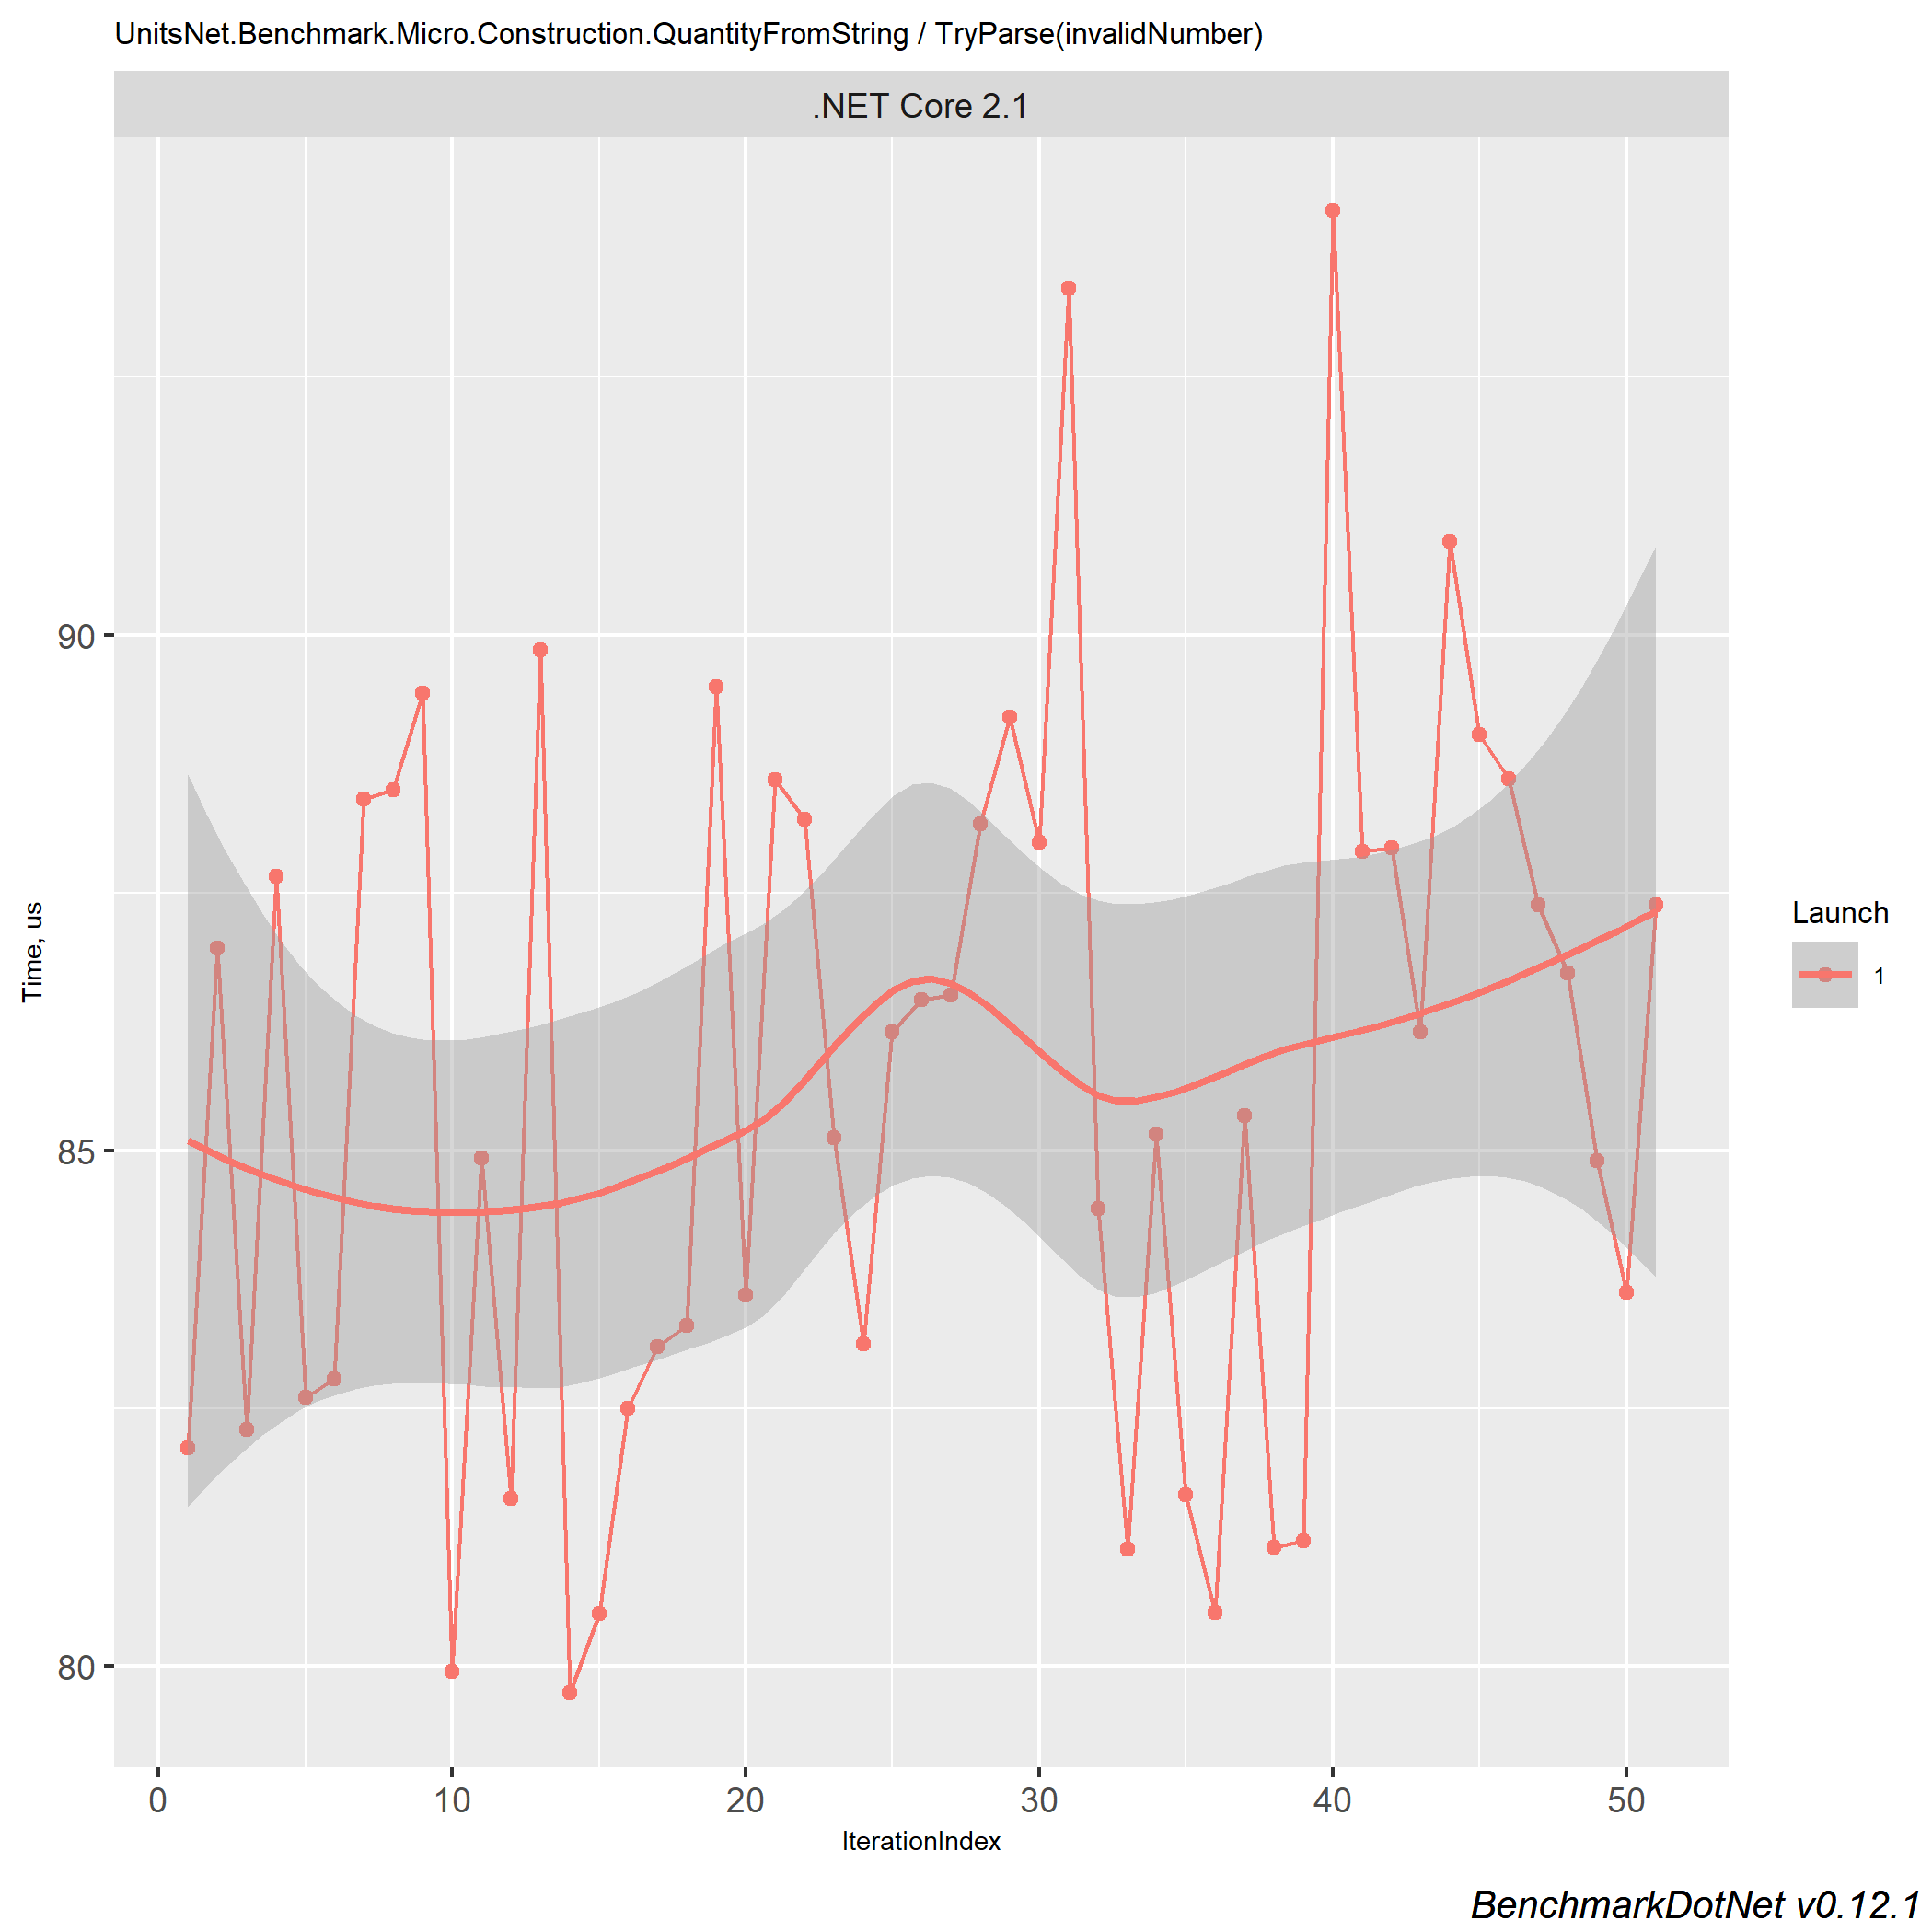 UnitsNet.Benchmark.Micro.Construction.QuantityFromString / TryParse(invalidNumber)
.NET Core 2.1
90
85
80
Time, us
0 10 20 30 40 50
IterationIndex
Launch
1
BenchmarkDotNet v0.12.1